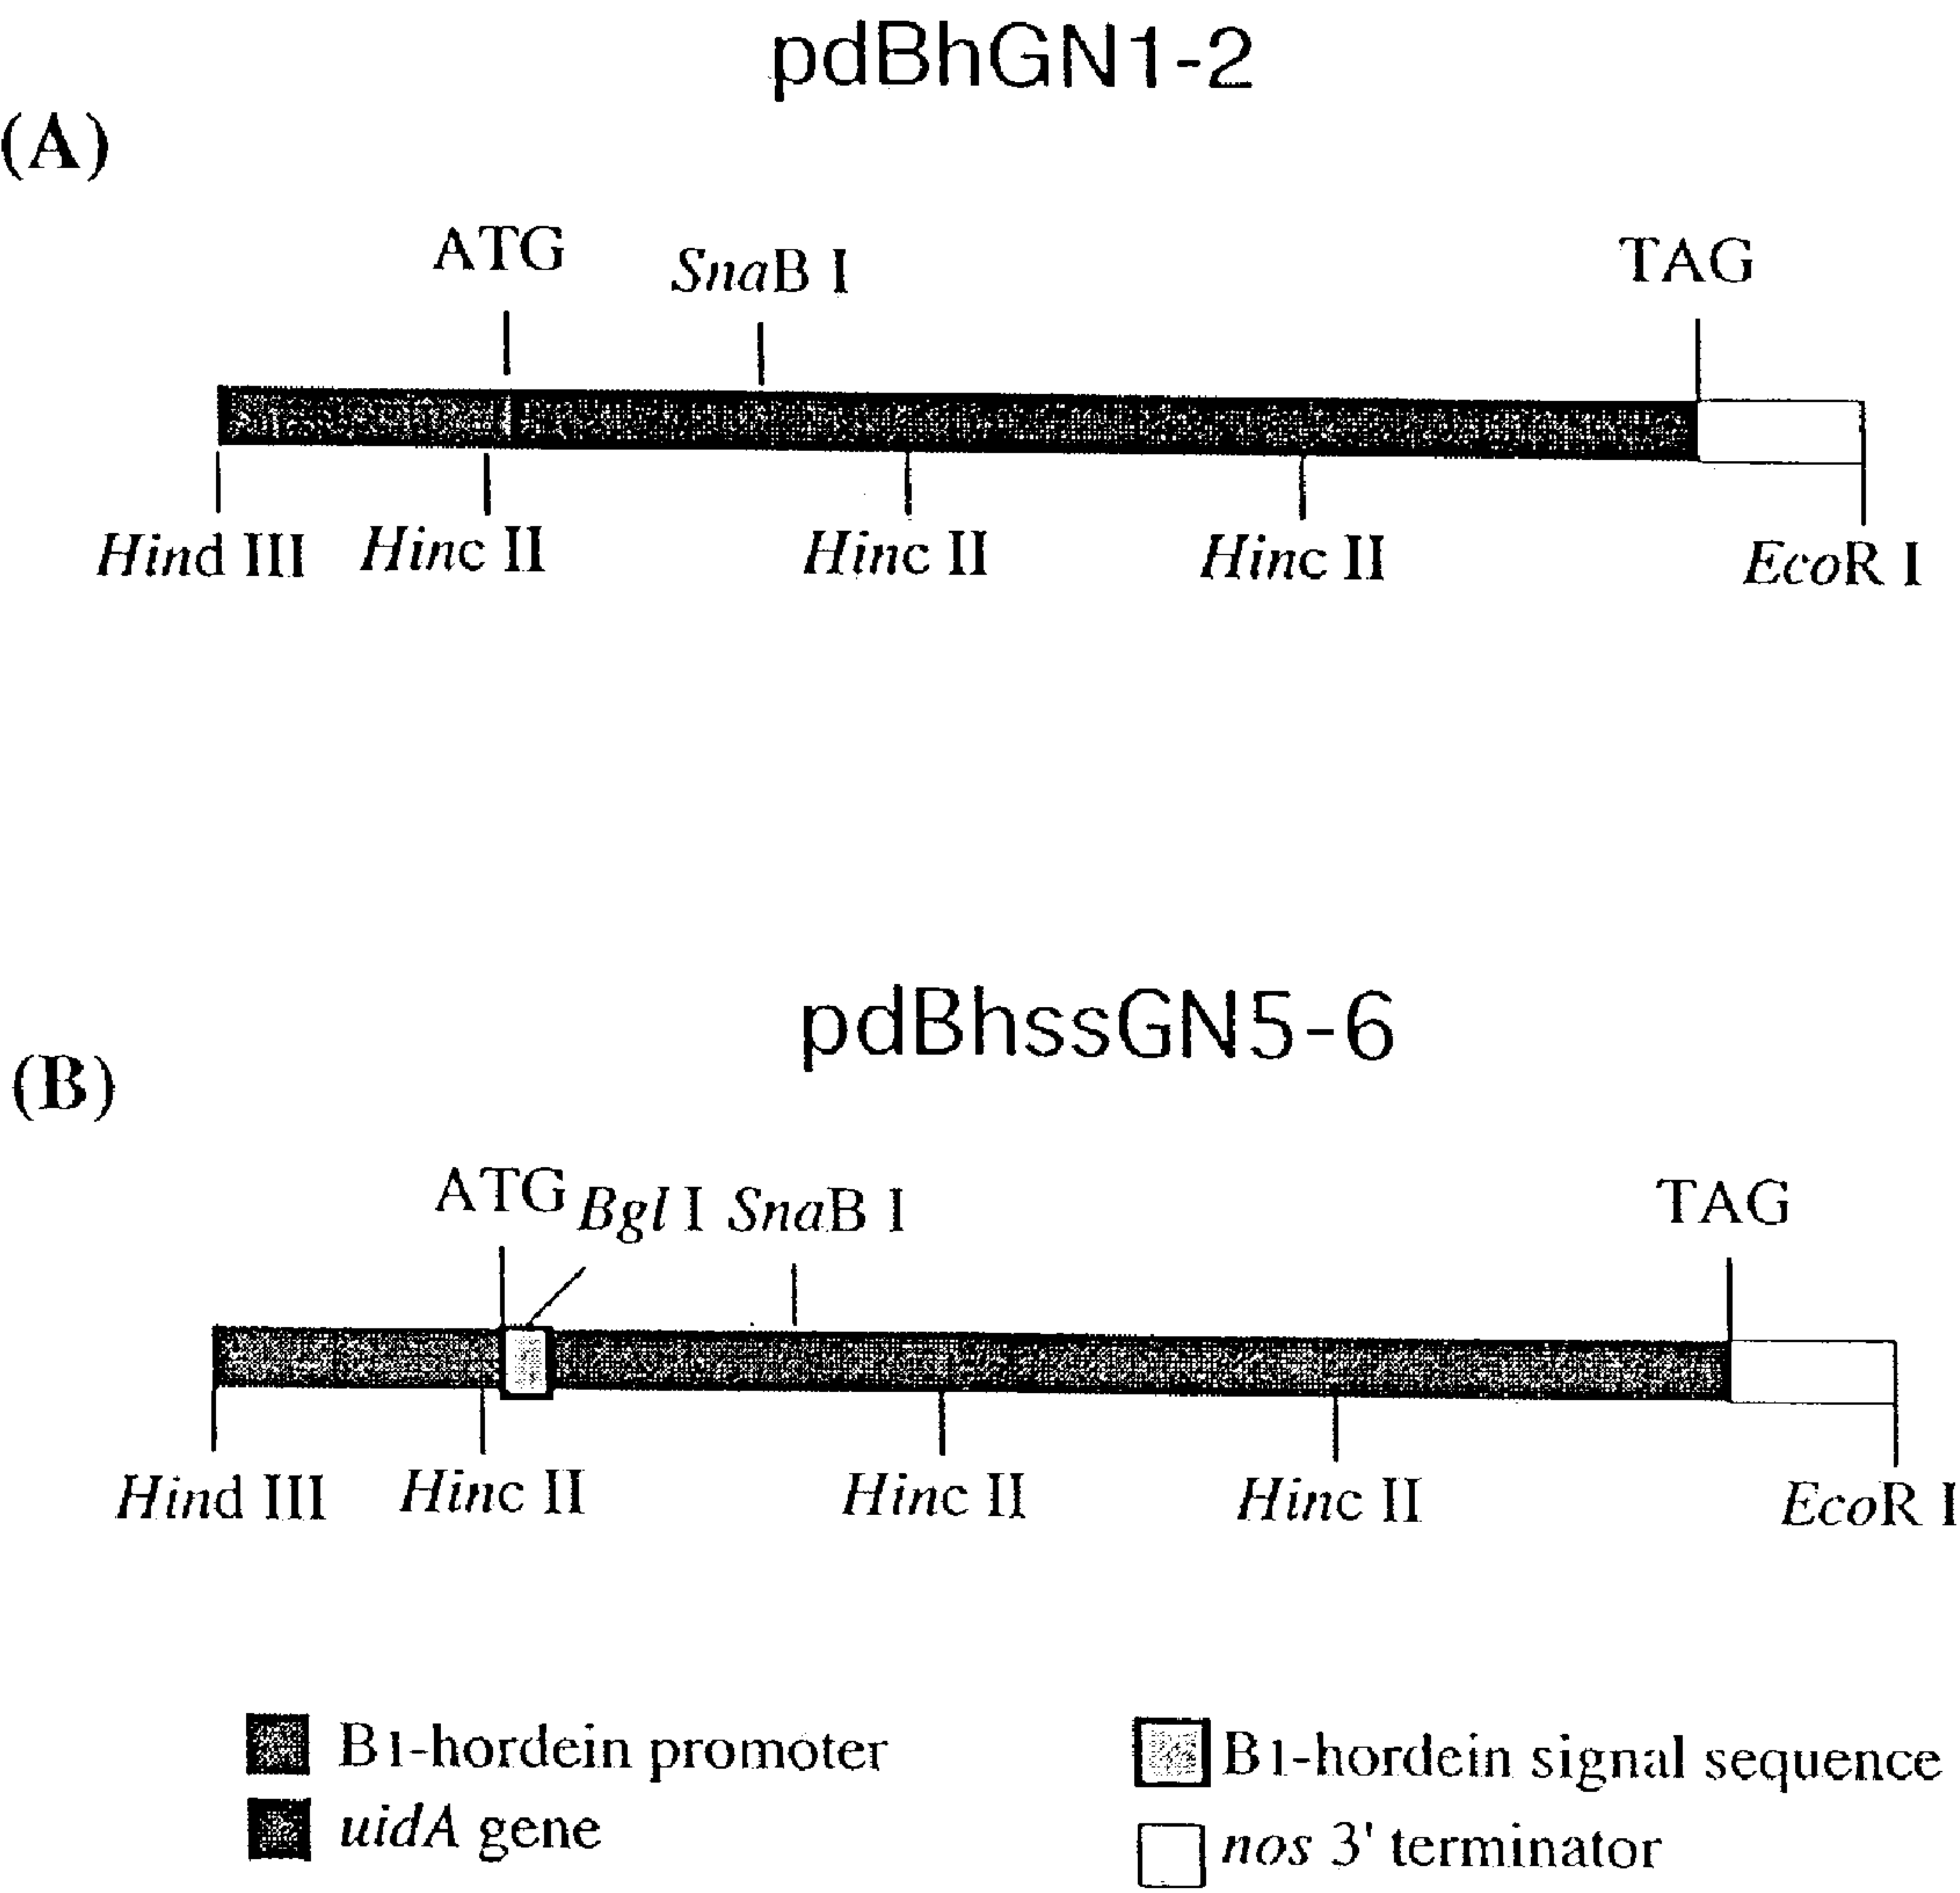 pdBhGN1-2
(A)
ATG SnaB I TAG
Hind III Hinc II Hinc II Hinc II EcoR I
pdBhssGN5-6
(B)
ATG Bgl I SnaB I TAG
Hind III Hinc II Hinc II Hinc II EcoR I
B1-hordein promoter B1-hordein signal sequence
uidA gene nos 3' terminator